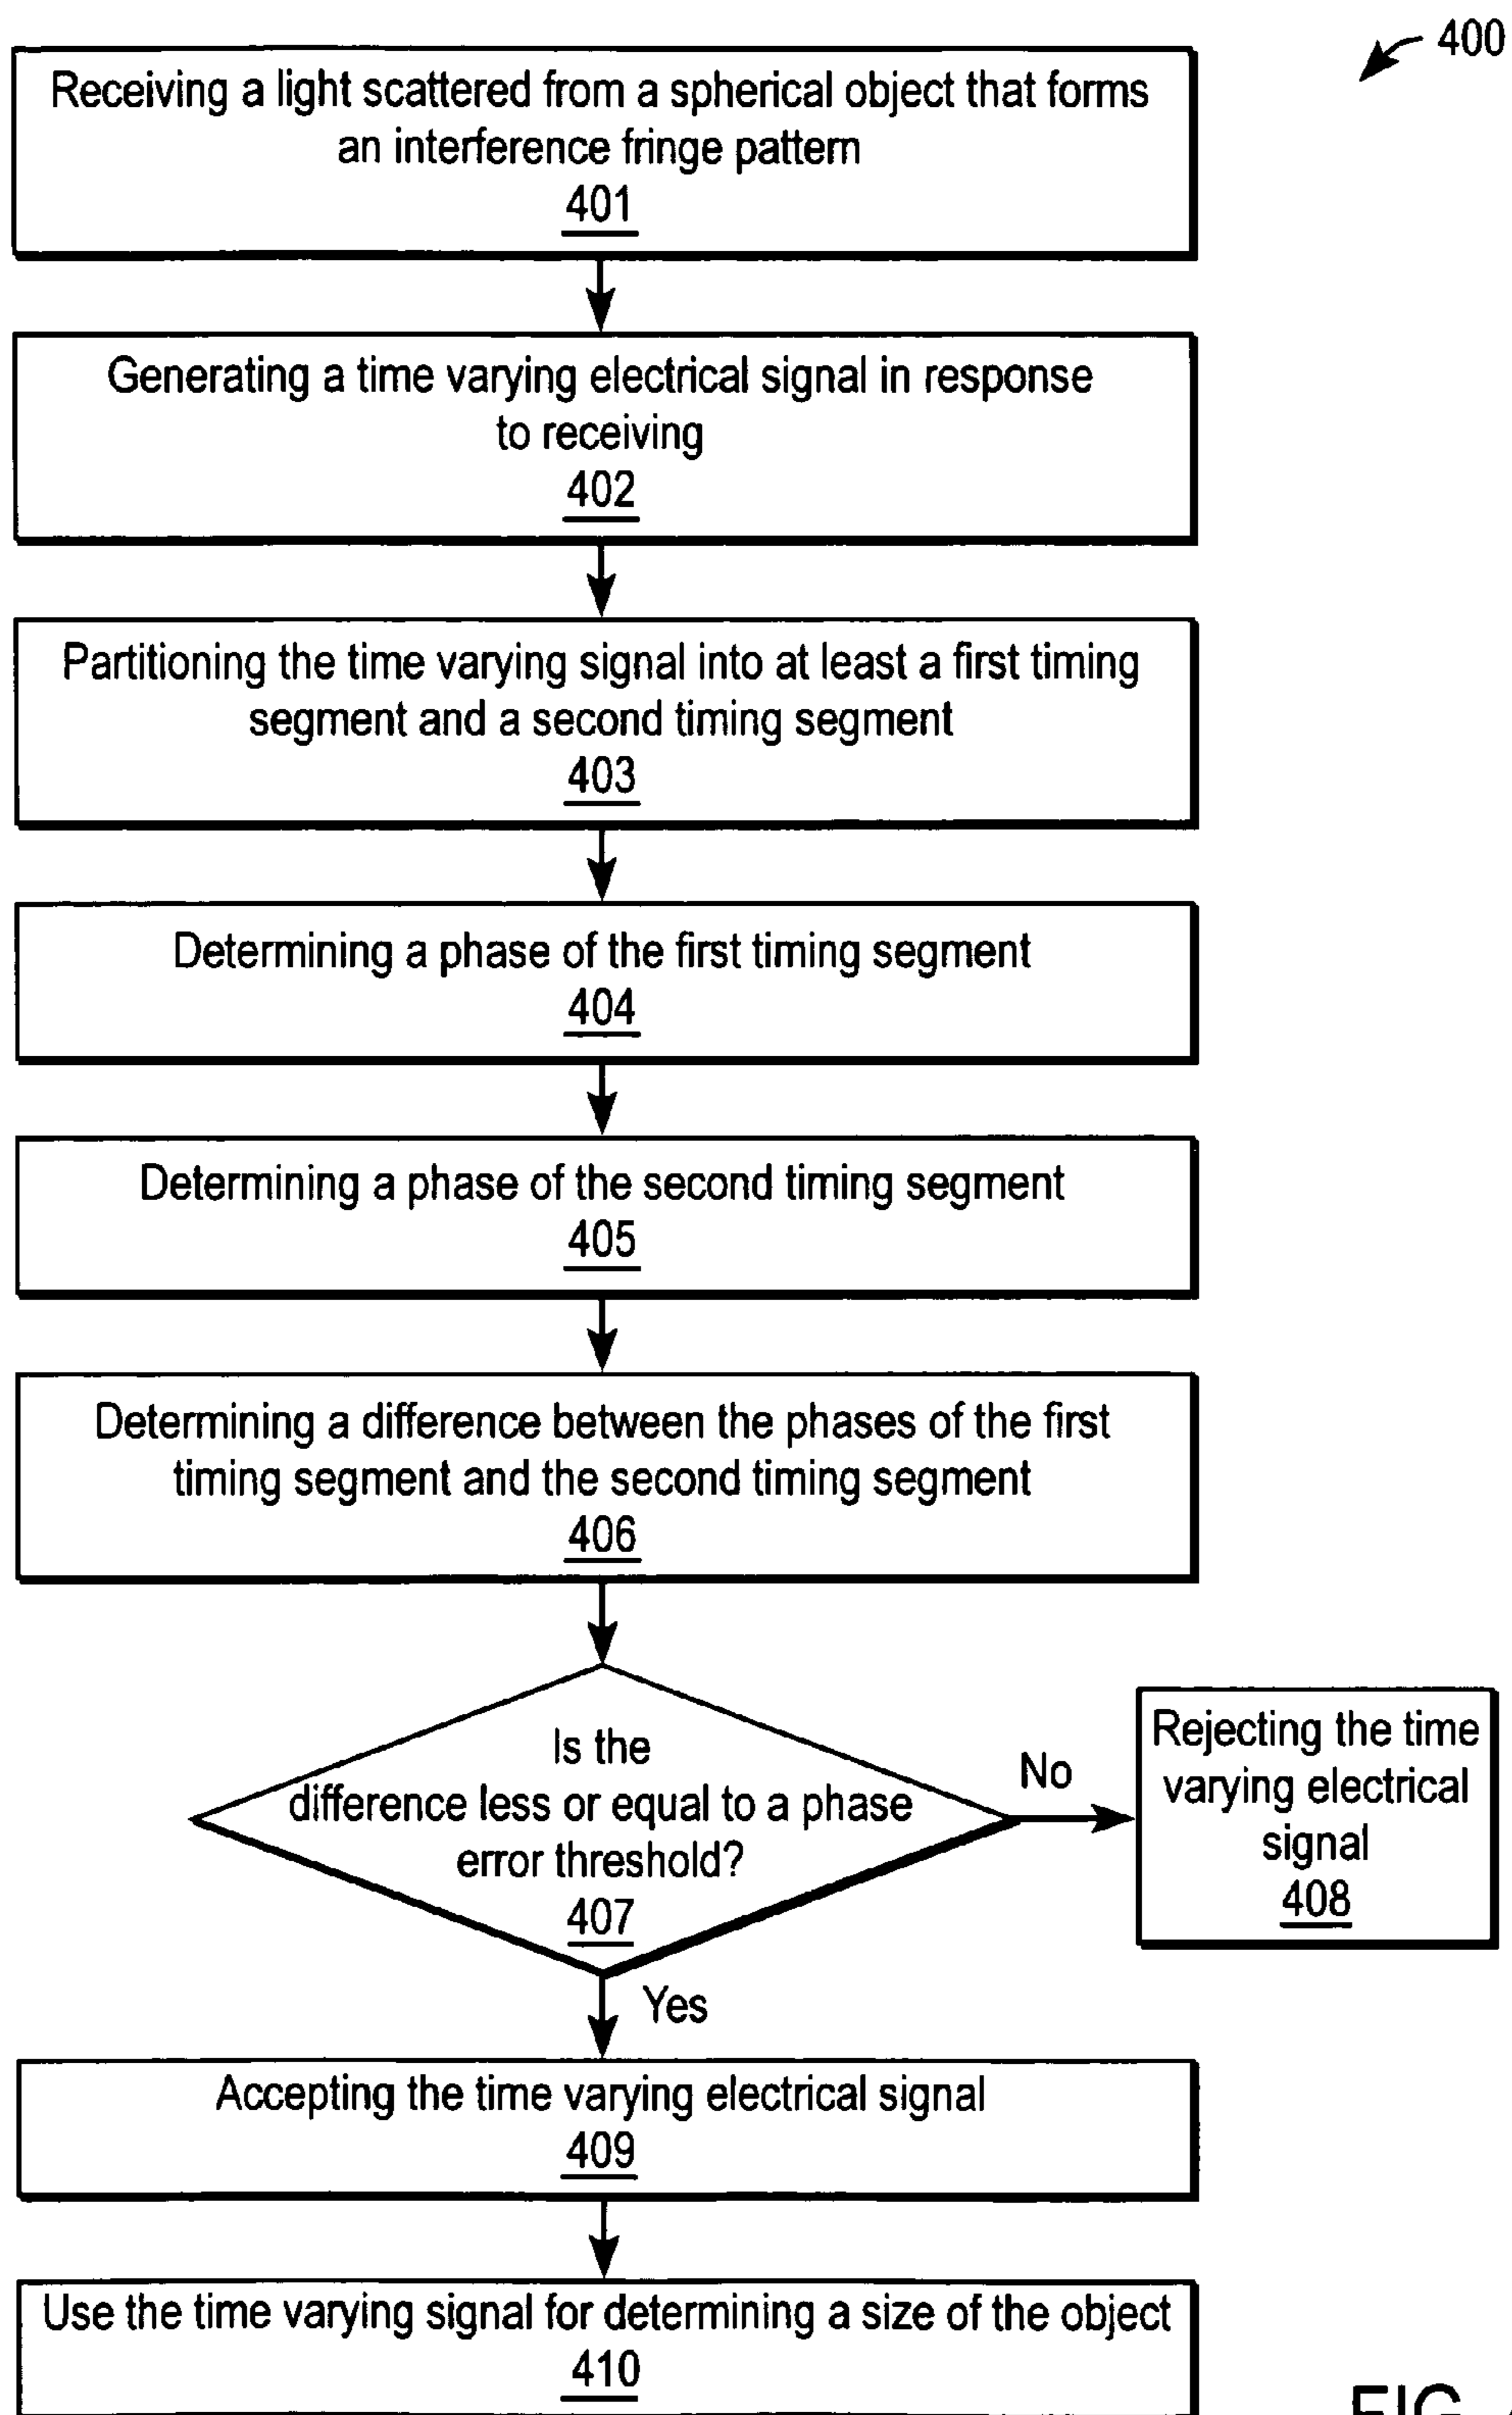 400
Receiving a light scattered from a spherical object that forms
an interference fringe pattern
401
Generating a time varying electrical signal in response
to receiving
402
Partitioning the time varying signal into at least a first timing
segment and a second timing segment
403
Determining a phase of the first timing segment
404
Determining a phase of the second timing segment
405
Determining a difference between the phases of the first
timing segment and the second timing segment
406
Is the
difference less or equal to a phase
error threshold?
407
No
Rejecting the time
varying electrical
signal
408
Yes
Accepting the time varying electrical signal
409
Use the time varying signal for determining a size of the object
410
FIG.